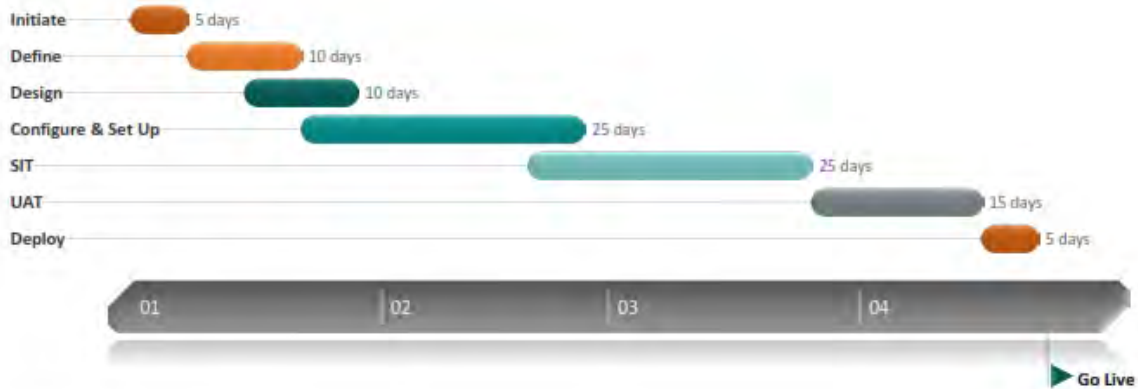 Initiate 5 days
Define 10 days
Design 10 days
Configure & Set Up 25 days
SIT 25 days
UAT 15 days
Deploy 5 days
01 02 03 04
Go Live